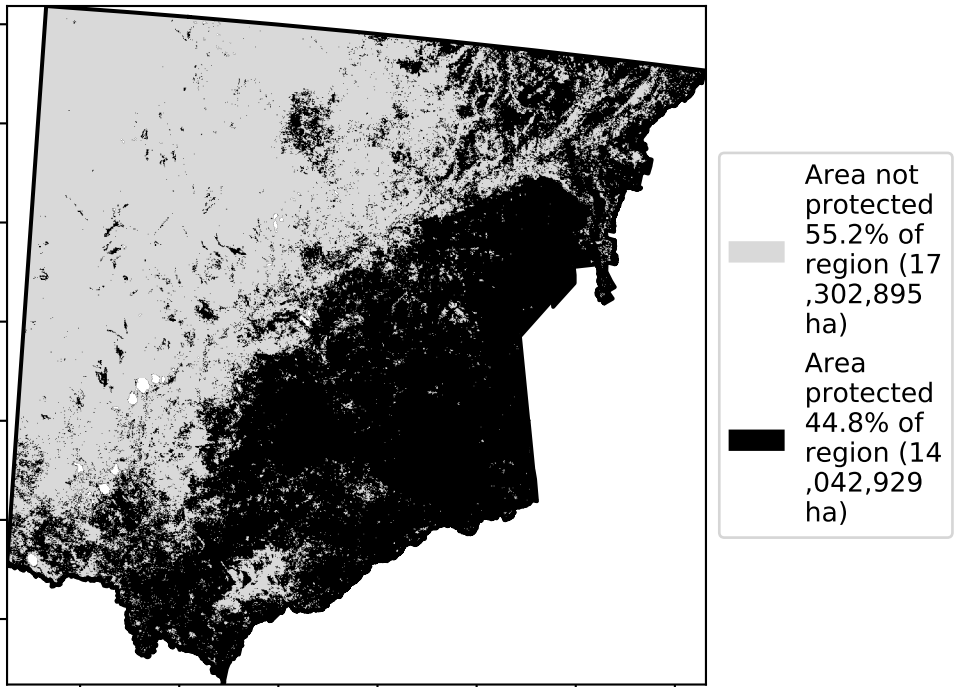 Area not
protected
55.2% of
region (17
,302,895
ha)
Area
protected
44.8% of
region (14
,042,929
ha)